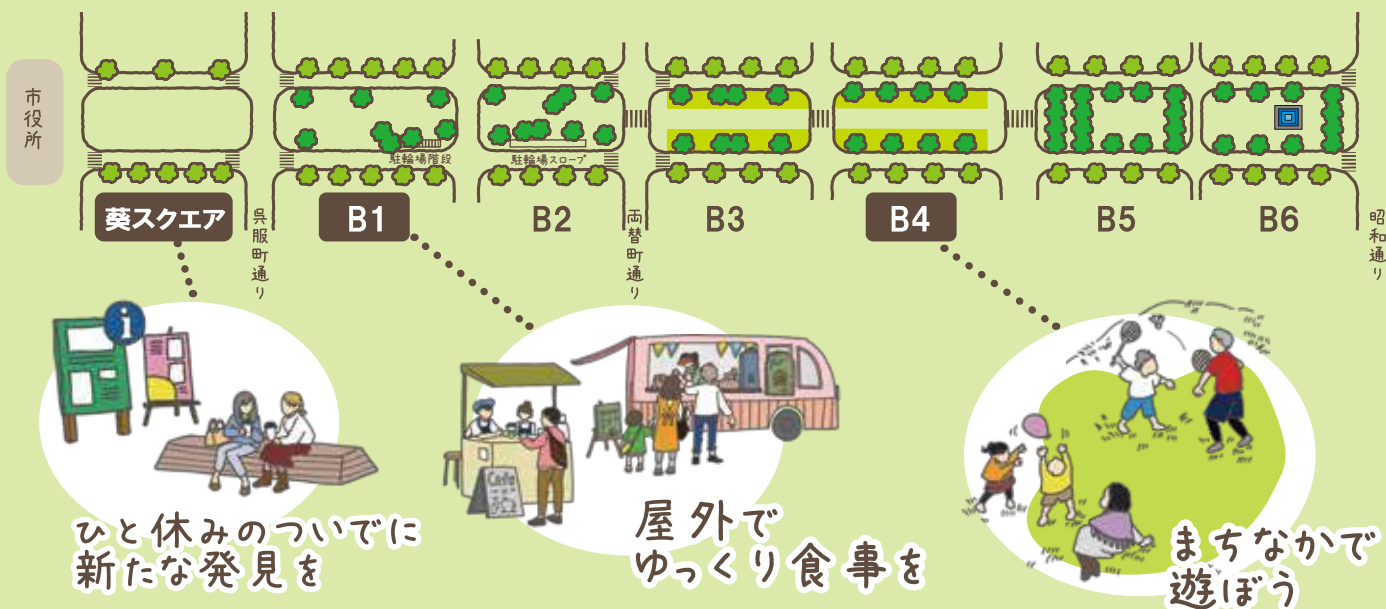 市役所
駐輪場階段
駐輪場スロープ
葵スクエア
呉服町通り
B1
B2
両替町通り
B3
B4
B5
B6
昭和通り
i
Cafe
ひと休みのついでに
新たな発見を
屋外で
ゆっくり食事を
まちなかで
遊ぼう